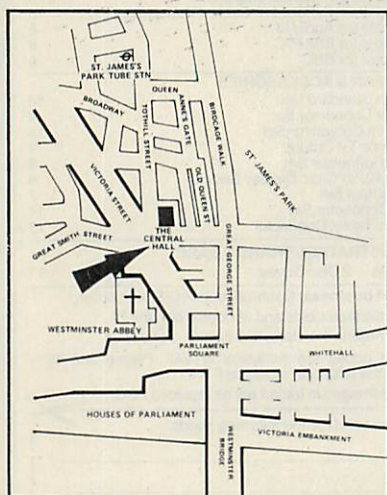 ST. JAMES'S
PARK TUBE STN
QUEEN
ANNE'S GATE
BROADWAY
TOTHILL STREET
BIRDCAGE WALK
ST. JAMES'S PARK
VICTORIA STREET
OLD QUEEN ST
GREAT SMITH STREET
THE
CENTRAL
HALL
GREAT GEORGE STREET
WESTMINSTER ABBEY
PARLIAMENT
SQUARE
WHITEHALL
HOUSES OF PARLIAMENT
WESTMINSTER
BRIDGE
VICTORIA EMBANKMENT